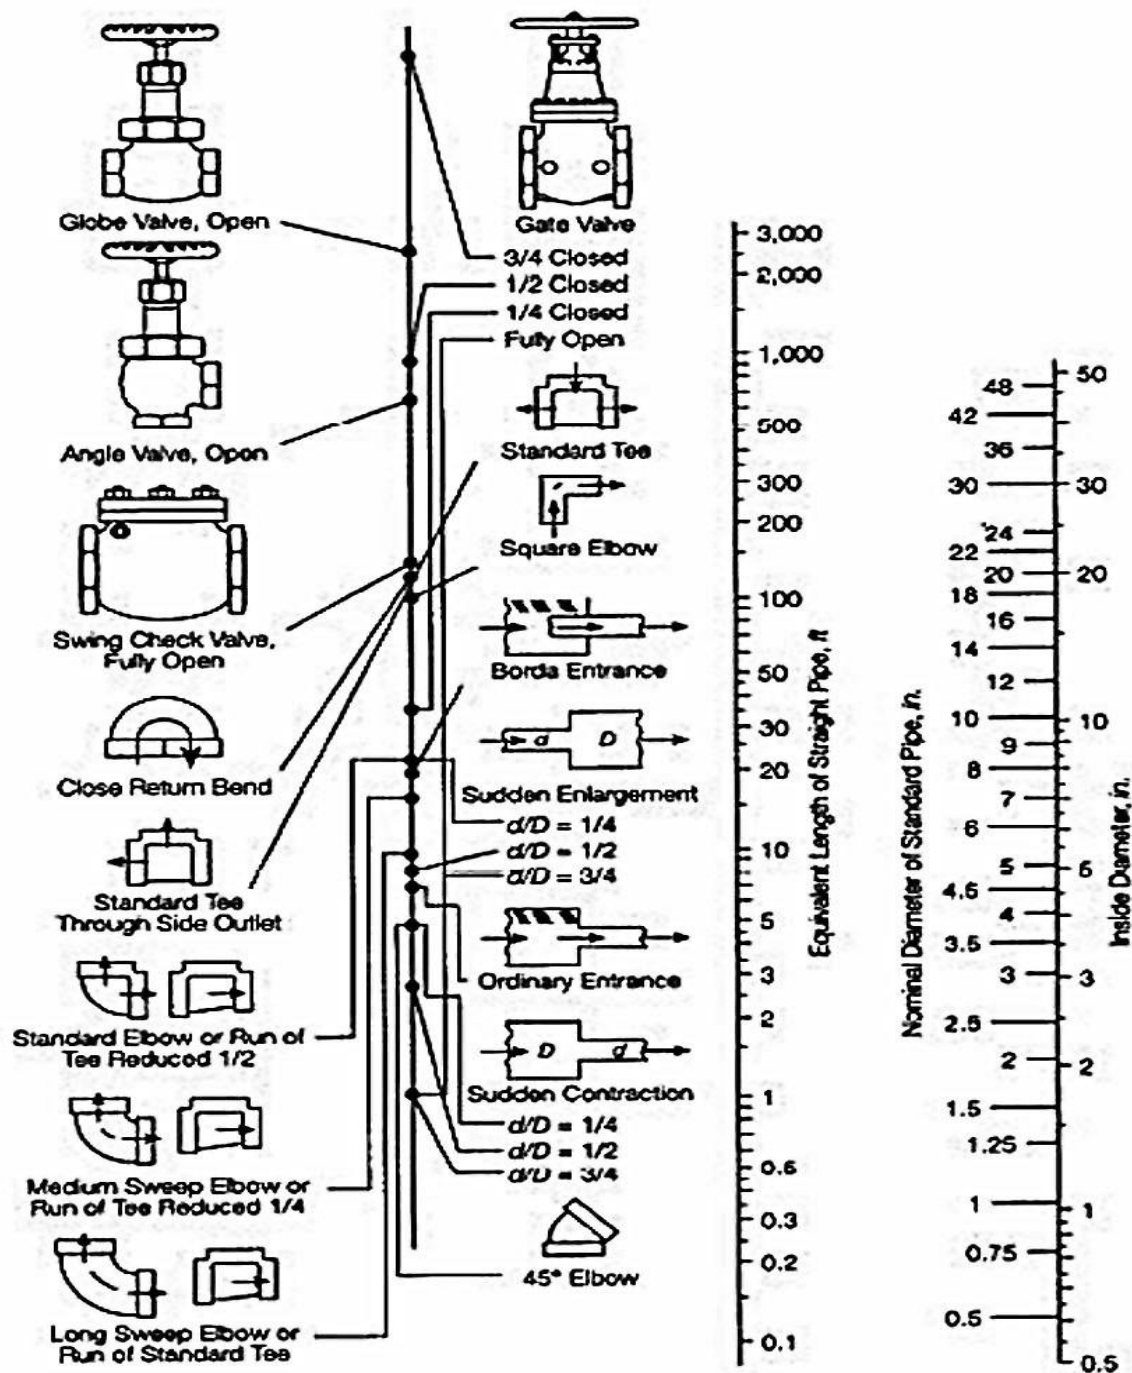 Globe Valve, Open
Angle Valve, Open
Swing Check Valve,
Fully Open
Close Return Bend
Standard Tee
Through Side Outlet
Standard Elbow or Run of
Tee Reduced 1/2
Medium Sweep Elbow or
Run of Tee Reduced 1/4
Long Sweep Elbow or
Run of Standard Tee
Gate Valve
3/4 Closed
1/2 Closed
1/4 Closed
Fully Open
Standard Tee
Square Elbow
Borda Entrance
d
D
Sudden Enlargement
d/D = 1/4
d/D = 1/2
d/D = 3/4
Ordinary Entrance
D
d
Sudden Contraction
d/D = 1/4
d/D = 1/2
d/D = 3/4
45° Elbow
3,000
2,000
1,000
500
300
200
100
50
30
20
10
5
3
2
1
0.5
0.3
0.2
0.1
Equivalent Length of Straight Pipe, ft
Nominal Diameter of Standard Pipe, in.
48
42
36
30
24
22
20
18
16
14
12
10
9
8
7
6
5
4.5
4
3.5
3
2.5
2
1.5
1.25
1
0.75
0.5
50
30
20
10
5
3
2
1
0.5
Inside Diameter, in.